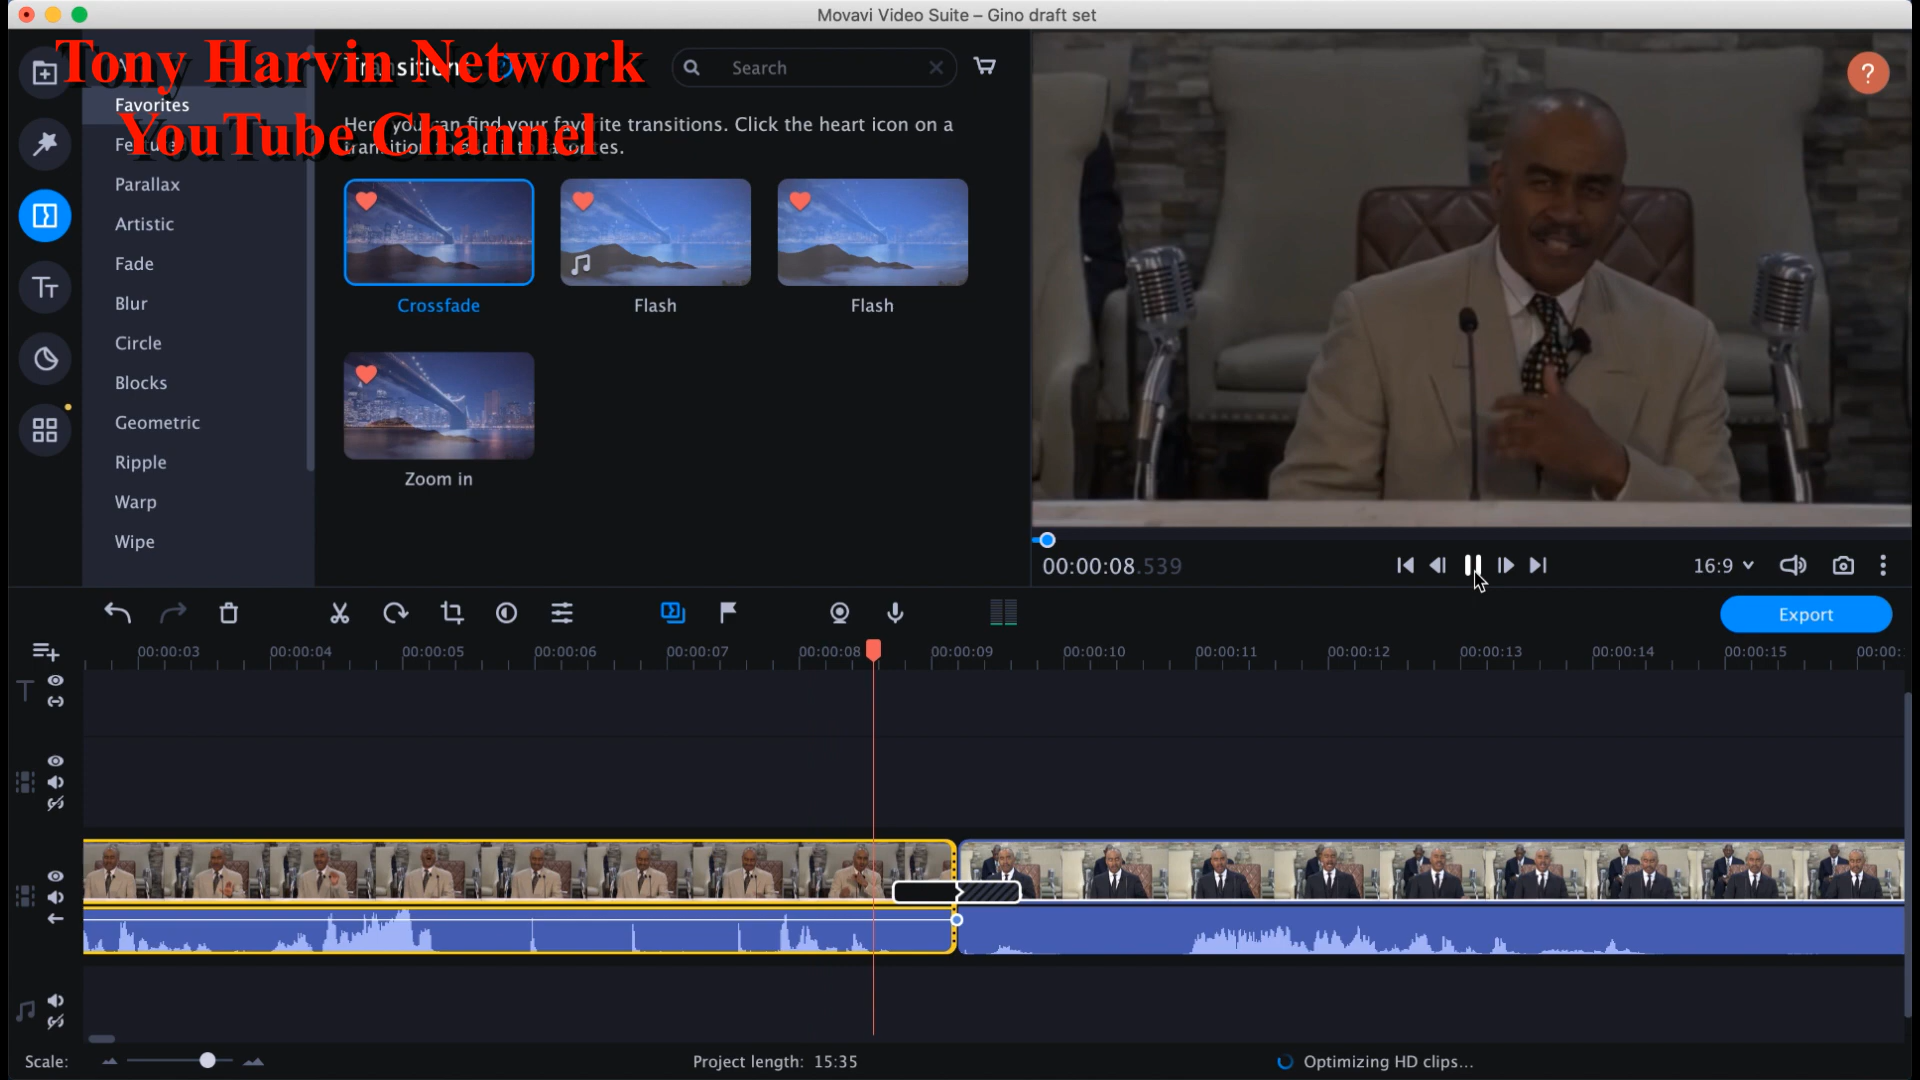 Movavi Video Suite – Gino draft set
Tony Harvin Network
YouTube Channel
Transitions
Search
?
Favorites
Here you can find your favorite transitions. Click the heart icon on a
transition to add it to Favorites.
Featured
Parallax
Artistic
Fade
Blur
Circle
Blocks
Geometric
Ripple
Warp
Wipe
Crossfade
Flash
Flash
Zoom in
00:00:08.539
16:9
Export
00:00:03
00:00:04
00:00:05
00:00:06
00:00:07
00:00:08
00:00:09
00:00:10
00:00:11
00:00:12
00:00:13
00:00:14
00:00:15
00:00:
Scale:
Project length: 15:35
Optimizing HD clips...